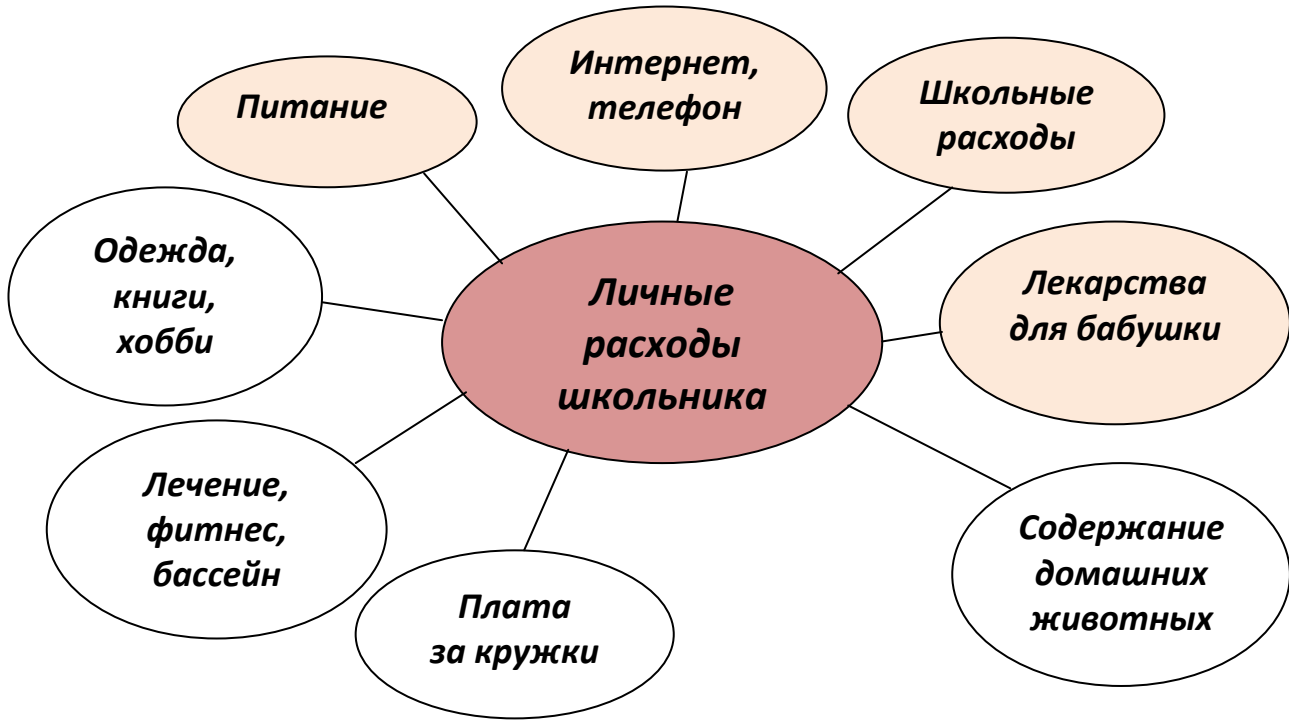 Интернет,
телефон
Питание
Школьные
расходы
Одежда,
книги,
хобби
Личные
расходы
школьника
Лекарства
для бабушки
Лечение,
фитнес,
бассейн
Плата
за кружки
Содержание
домашних
животных